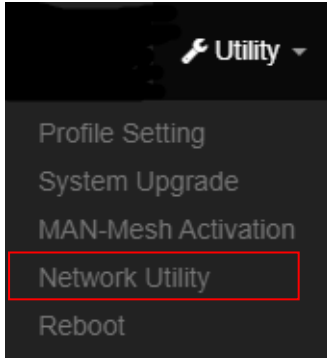 Utility
Profile Setting
System Upgrade
MAN-Mesh Activation
Network Utility
Reboot